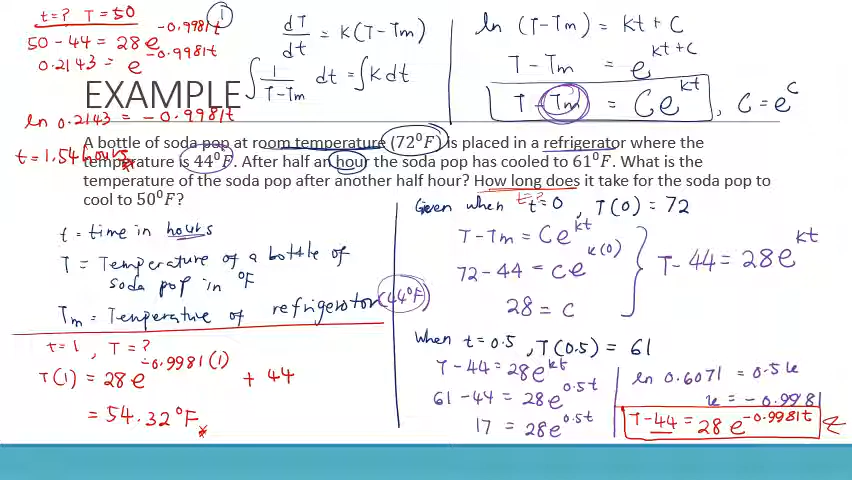 t=? T=50
50-44 = 28e^-0.9981t
0.2143 = e^-0.9981t
ln 0.2143 = -0.9981t
t=1.54 hours
1
dT/dt = K(T-Tm)
∫ 1/(T-Tm) dt = ∫K dt
ln (T-Tm) = Kt + C
T-Tm = e^(kt+C)
T-Tm = Ce^kt , C=e^C
EXAMPLE
A bottle of soda pop at room temperature (72⁰F) is placed in a refrigerator where the
temperature is 44⁰F. After half an hour the soda pop has cooled to 61⁰F. What is the
temperature of the soda pop after another half hour? How long does it take for the soda pop to
cool to 50⁰F?
t=?
t = time in hours
T = Temperature of a bottle of
soda pop in °F
Tm = Temperature of refrigerator (44°F)
t=1, T=?
T(1) = 28e^-0.9981(1) + 44
= 54.32°F
Given when t=0, T(0) = 72
T-Tm = Ce^kt
72-44 = Ce^k(0)
28 = C
T-44 = 28e^kt
When t=0.5, T(0.5) = 61
T-44 = 28e^kt
61-44 = 28e^0.5t
17 = 28e^0.5t
ln 0.6071 = 0.5k
k = -0.9981
T-44 = 28e^-0.9981t